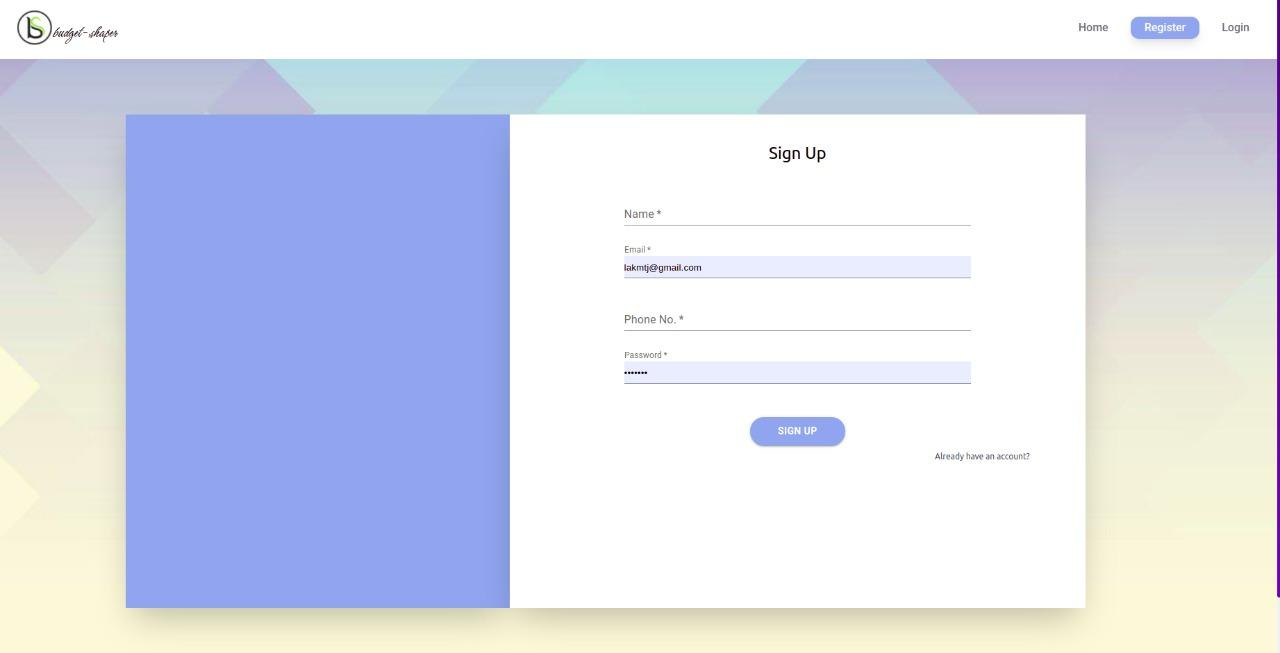 budget-shaper
Home
Register
Login
Sign Up
Name *
Email *
lakmtj@gmail.com
Phone No. *
Password *
•••••••
SIGN UP
Already have an account?